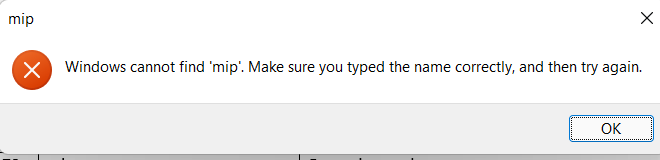 mip
Windows cannot find 'mip'. Make sure you typed the name correctly, and then try again.
OK